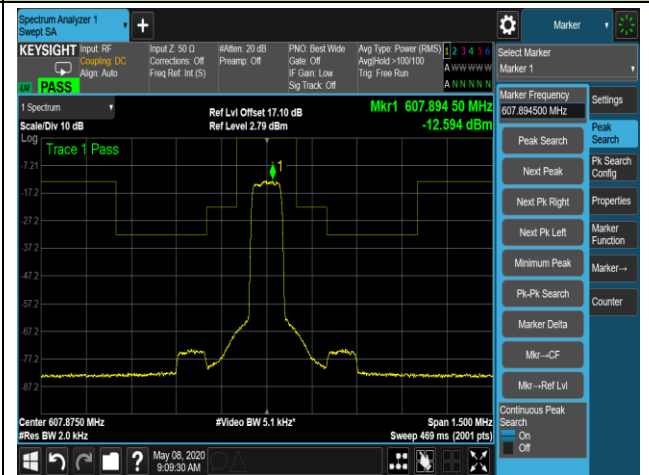 Spectrum Analyzer 1
Swept SA
Marker
KEYSIGHT
Input: RF
Coupling: DC
Align: Auto
Input Z: 50 Ω
Corrections: Off
Freq Ref: Int (S)
#Atten: 20 dB
Preamp: Off
PNO: Best Wide
Gate: Off
IF Gain: Low
Sig Track: Off
Avg Type: Power (RMS)
Avg|Hold:>100/100
Trig: Free Run
1 2 3 4 5 6
A W W W W W
A N N N N N
LXI PASS
Select Marker
Marker 1
1 Spectrum
Scale/Div 10 dB
Ref Lvl Offset 17.10 dB
Ref Level 2.79 dBm
Mkr1 607.894 50 MHz
-12.594 dBm
Log
Trace 1 Pass
1
-7.21
-17.2
-27.2
-37.2
-47.2
-57.2
-67.2
-77.2
-87.2
Center 607.8750 MHz
#Res BW 2.0 kHz
#Video BW 5.1 kHz*
Span 1.500 MHz
Sweep 469 ms (2001 pts)
Marker Frequency
607.894500 MHz
Peak Search
Next Peak
Next Pk Right
Next Pk Left
Minimum Peak
Pk-Pk Search
Marker Delta
Mkr→CF
Mkr→Ref Lvl
Continuous Peak
Search
On
Off
Settings
Peak
Search
Pk Search
Config
Properties
Marker
Function
Marker→
Counter
?
May 08, 2020
9:09:30 AM